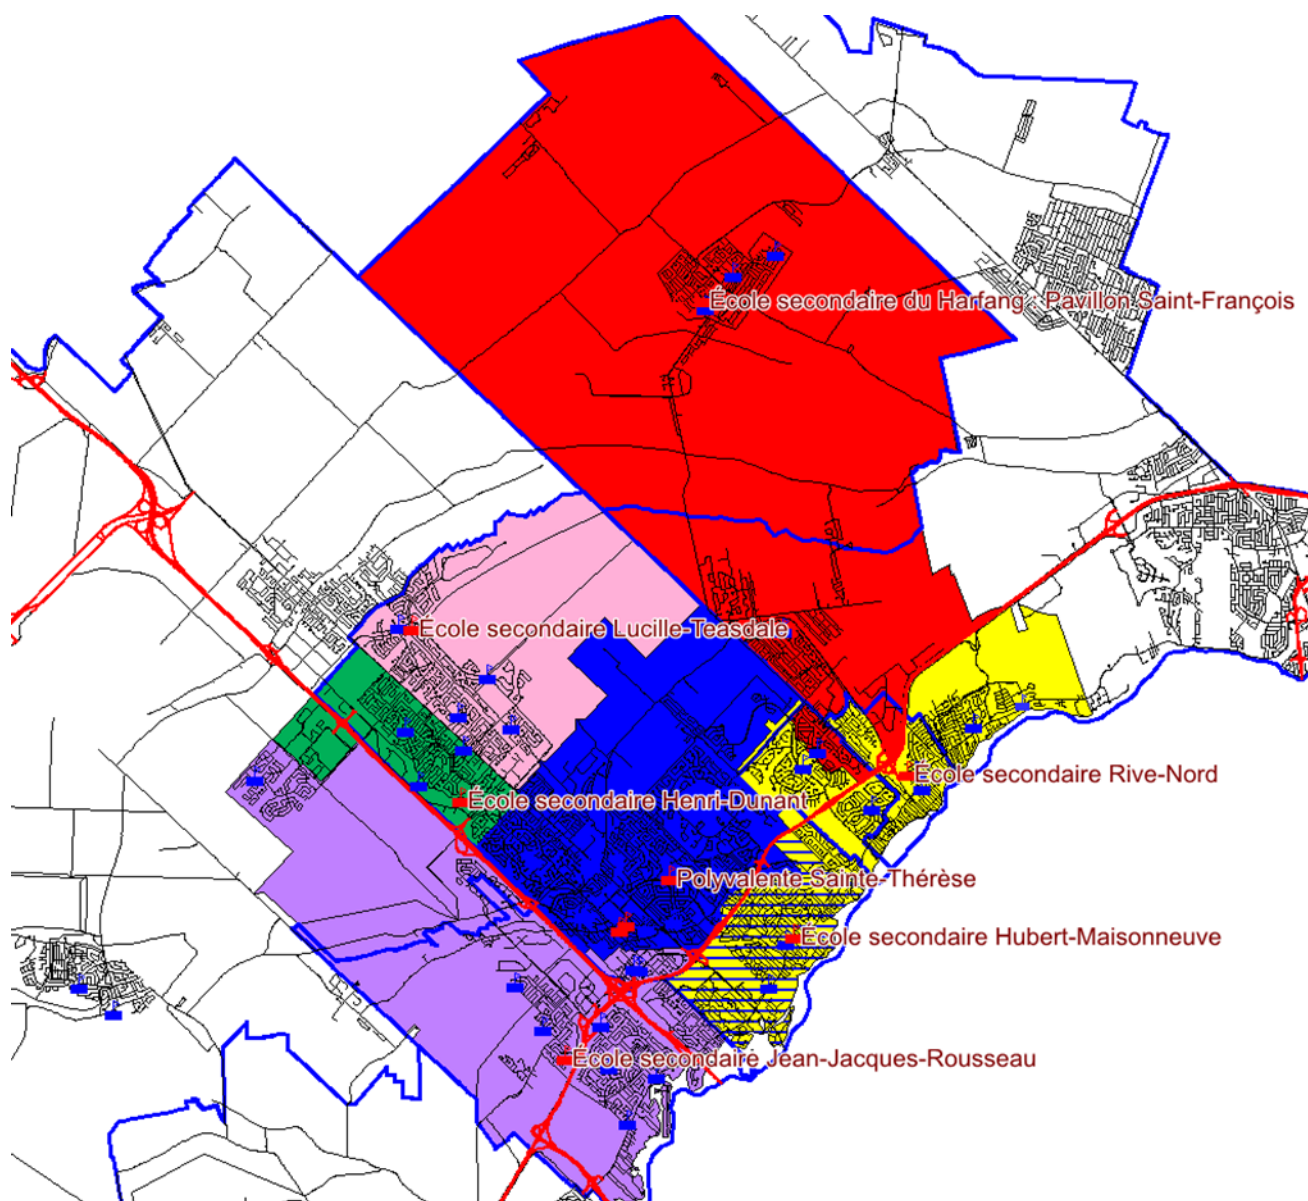 École secondaire du Harfang - Pavillon Saint-François
École secondaire Lucille-Teasdale
École secondaire Rive-Nord
École secondaire Henri-Dunant
Polyvalente Sainte-Thérèse
École secondaire Hubert-Maisonneuve
École secondaire Jean-Jacques-Rousseau